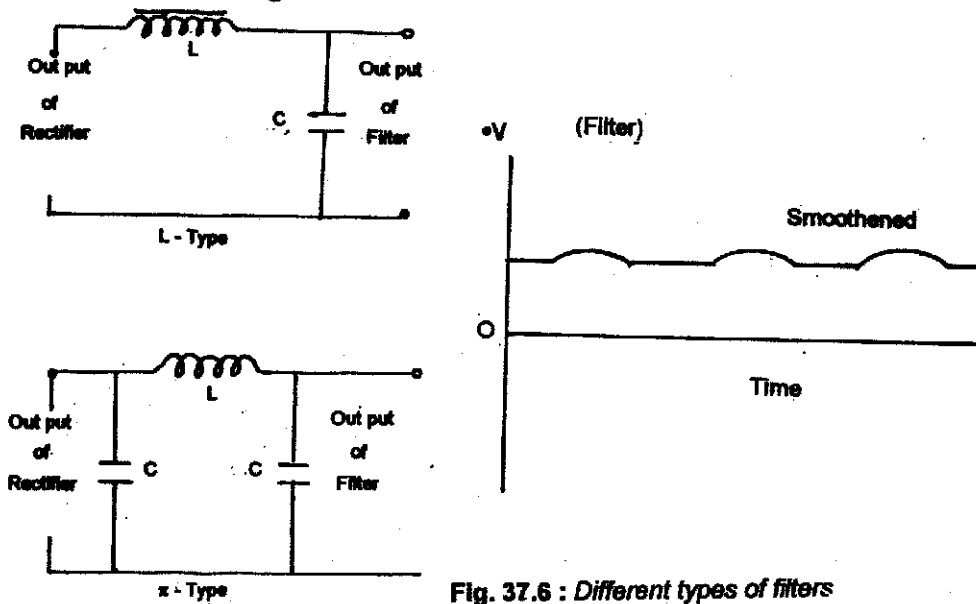 L
Out put
of
Rectifier
C
Out put
of
Filter
L - Type
L
Out put
of
Rectifier
C
C
Out put
of
Filter
π - Type
•V
(Filter)
Smoothened
O
Time
Fig. 37.6 : Different types of filters